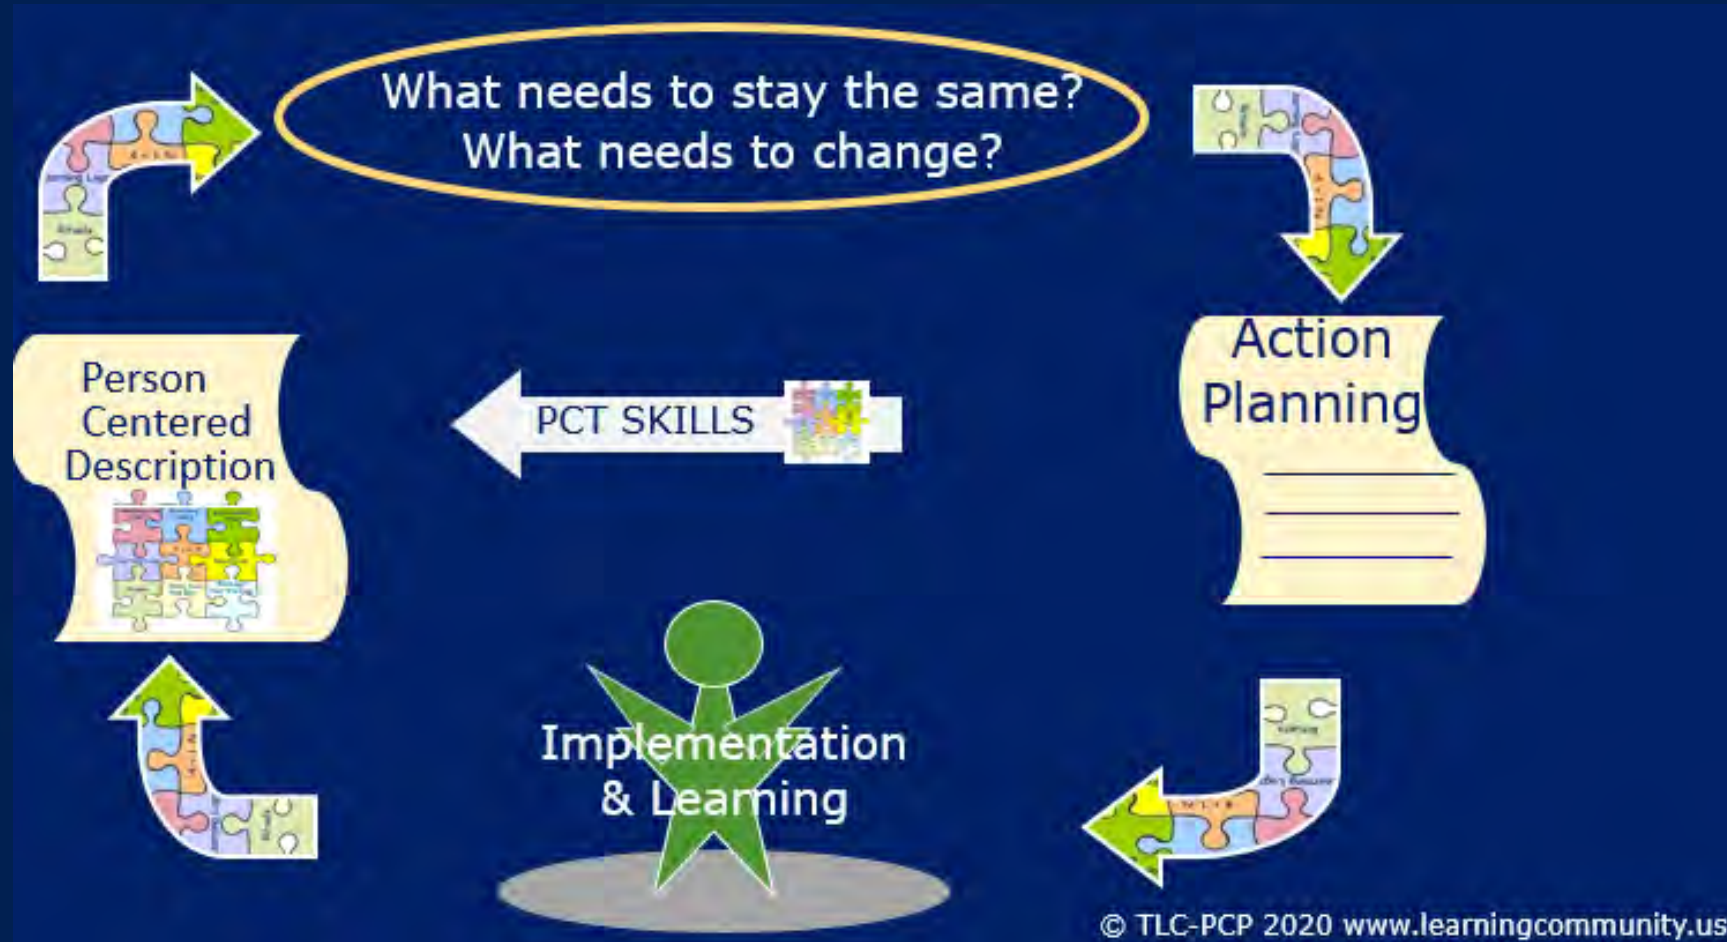 What needs to stay the same?
What needs to change?
Action
Planning
Person
Centered
Description
PCT SKILLS
Implementation
& Learning
© TLC-PCP 2020 www.learningcommunity.us